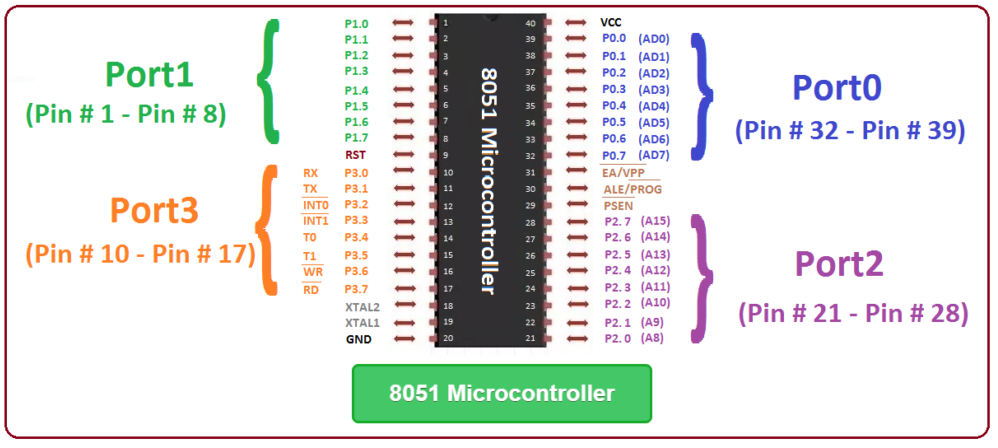 Port1
(Pin # 1 - Pin # 8)
Port3
(Pin # 10 - Pin # 17)
P1.0 1
P1.1 2
P1.2 3
P1.3 4
P1.4 5
P1.5 6
P1.6 7
P1.7 8
RST 9
RX P3.0 10
TX P3.1 11
INT0 P3.2 12
INT1 P3.3 13
T0 P3.4 14
T1 P3.5 15
WR P3.6 16
RD P3.7 17
XTAL2 18
XTAL1 19
GND 20
8051 Microcontroller
40 VCC
39 P0.0 (AD0)
38 P0.1 (AD1)
37 P0.2 (AD2)
36 P0.3 (AD3)
35 P0.4 (AD4)
34 P0.5 (AD5)
33 P0.6 (AD6)
32 P0.7 (AD7)
31 EA/VPP
30 ALE/PROG
29 PSEN
28 P2.7 (A15)
27 P2.6 (A14)
26 P2.5 (A13)
25 P2.4 (A12)
24 P2.3 (A11)
23 P2.2 (A10)
22 P2.1 (A9)
21 P2.0 (A8)
Port0
(Pin # 32 - Pin # 39)
Port2
(Pin # 21 - Pin # 28)
8051 Microcontroller